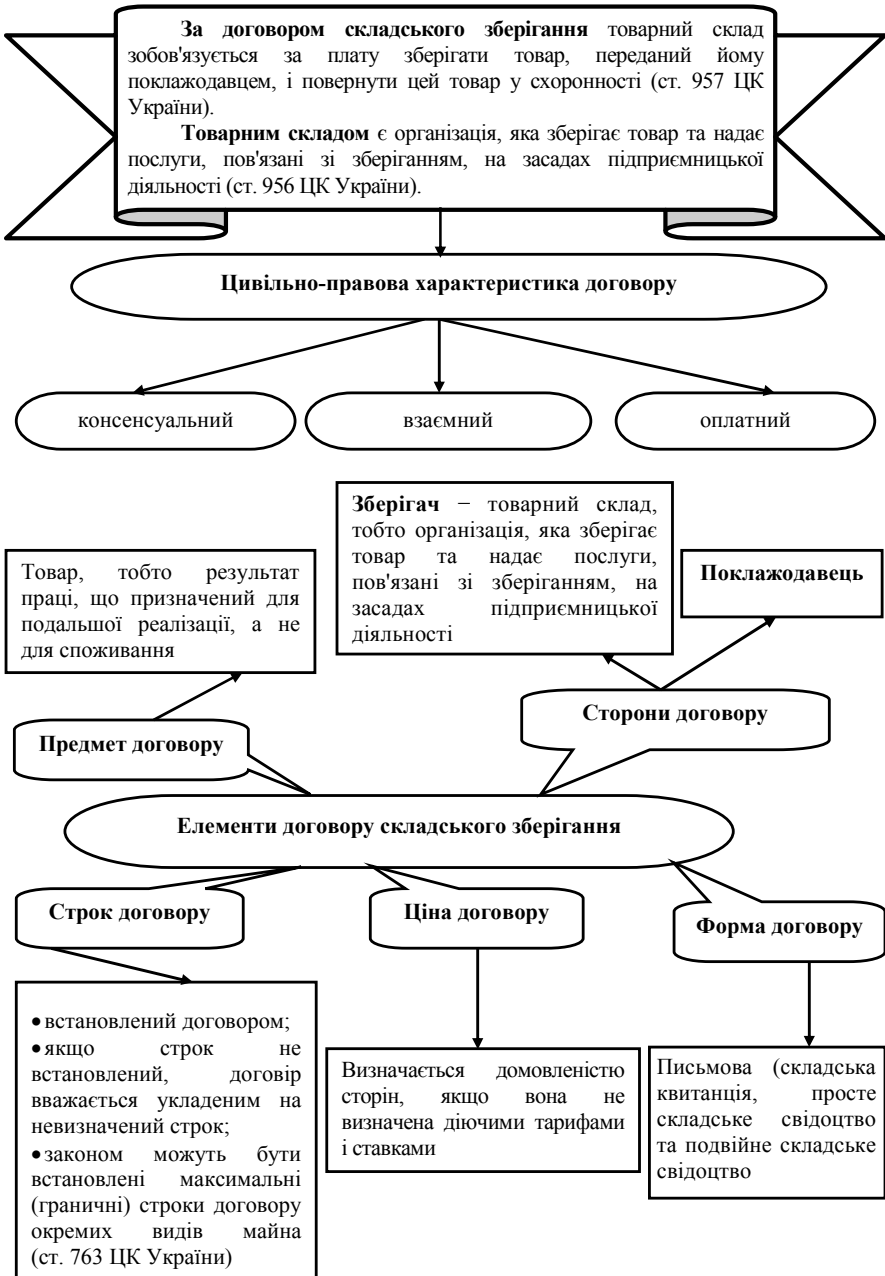 За договором складського зберігання товарний склад
зобов'язується за плату зберігати товар, переданий йому
поклажодавцем, і повернути цей товар у схоронності (ст. 957 ЦК
України).
Товарним складом є організація, яка зберігає товар та надає
послуги, пов'язані зі зберіганням, на засадах підприємницької
діяльності (ст. 956 ЦК України).
Цивільно-правова характеристика договору
консенсуальний
взаємний
оплатний
Зберігач − товарний склад,
тобто організація, яка зберігає
товар та надає послуги,
пов'язані зі зберіганням, на
засадах підприємницької
діяльності
Поклажодавець
Товар, тобто результат
праці, що призначений для
подальшої реалізації, а не
для споживання
Сторони договору
Предмет договору
Елементи договору складського зберігання
Строк договору
Ціна договору
Форма договору
• встановлений договором;
• якщо строк не
встановлений, договір
вважається укладеним на
невизначений строк;
• законом можуть бути
встановлені максимальні
(граничні) строки договору
окремих видів майна
(ст. 763 ЦК України)
Визначається домовленістю
сторін, якщо вона не
визначена діючими тарифами
і ставками
Письмова (складська
квитанція, просте
складське свідоцтво
та подвійне складське
свідоцтво